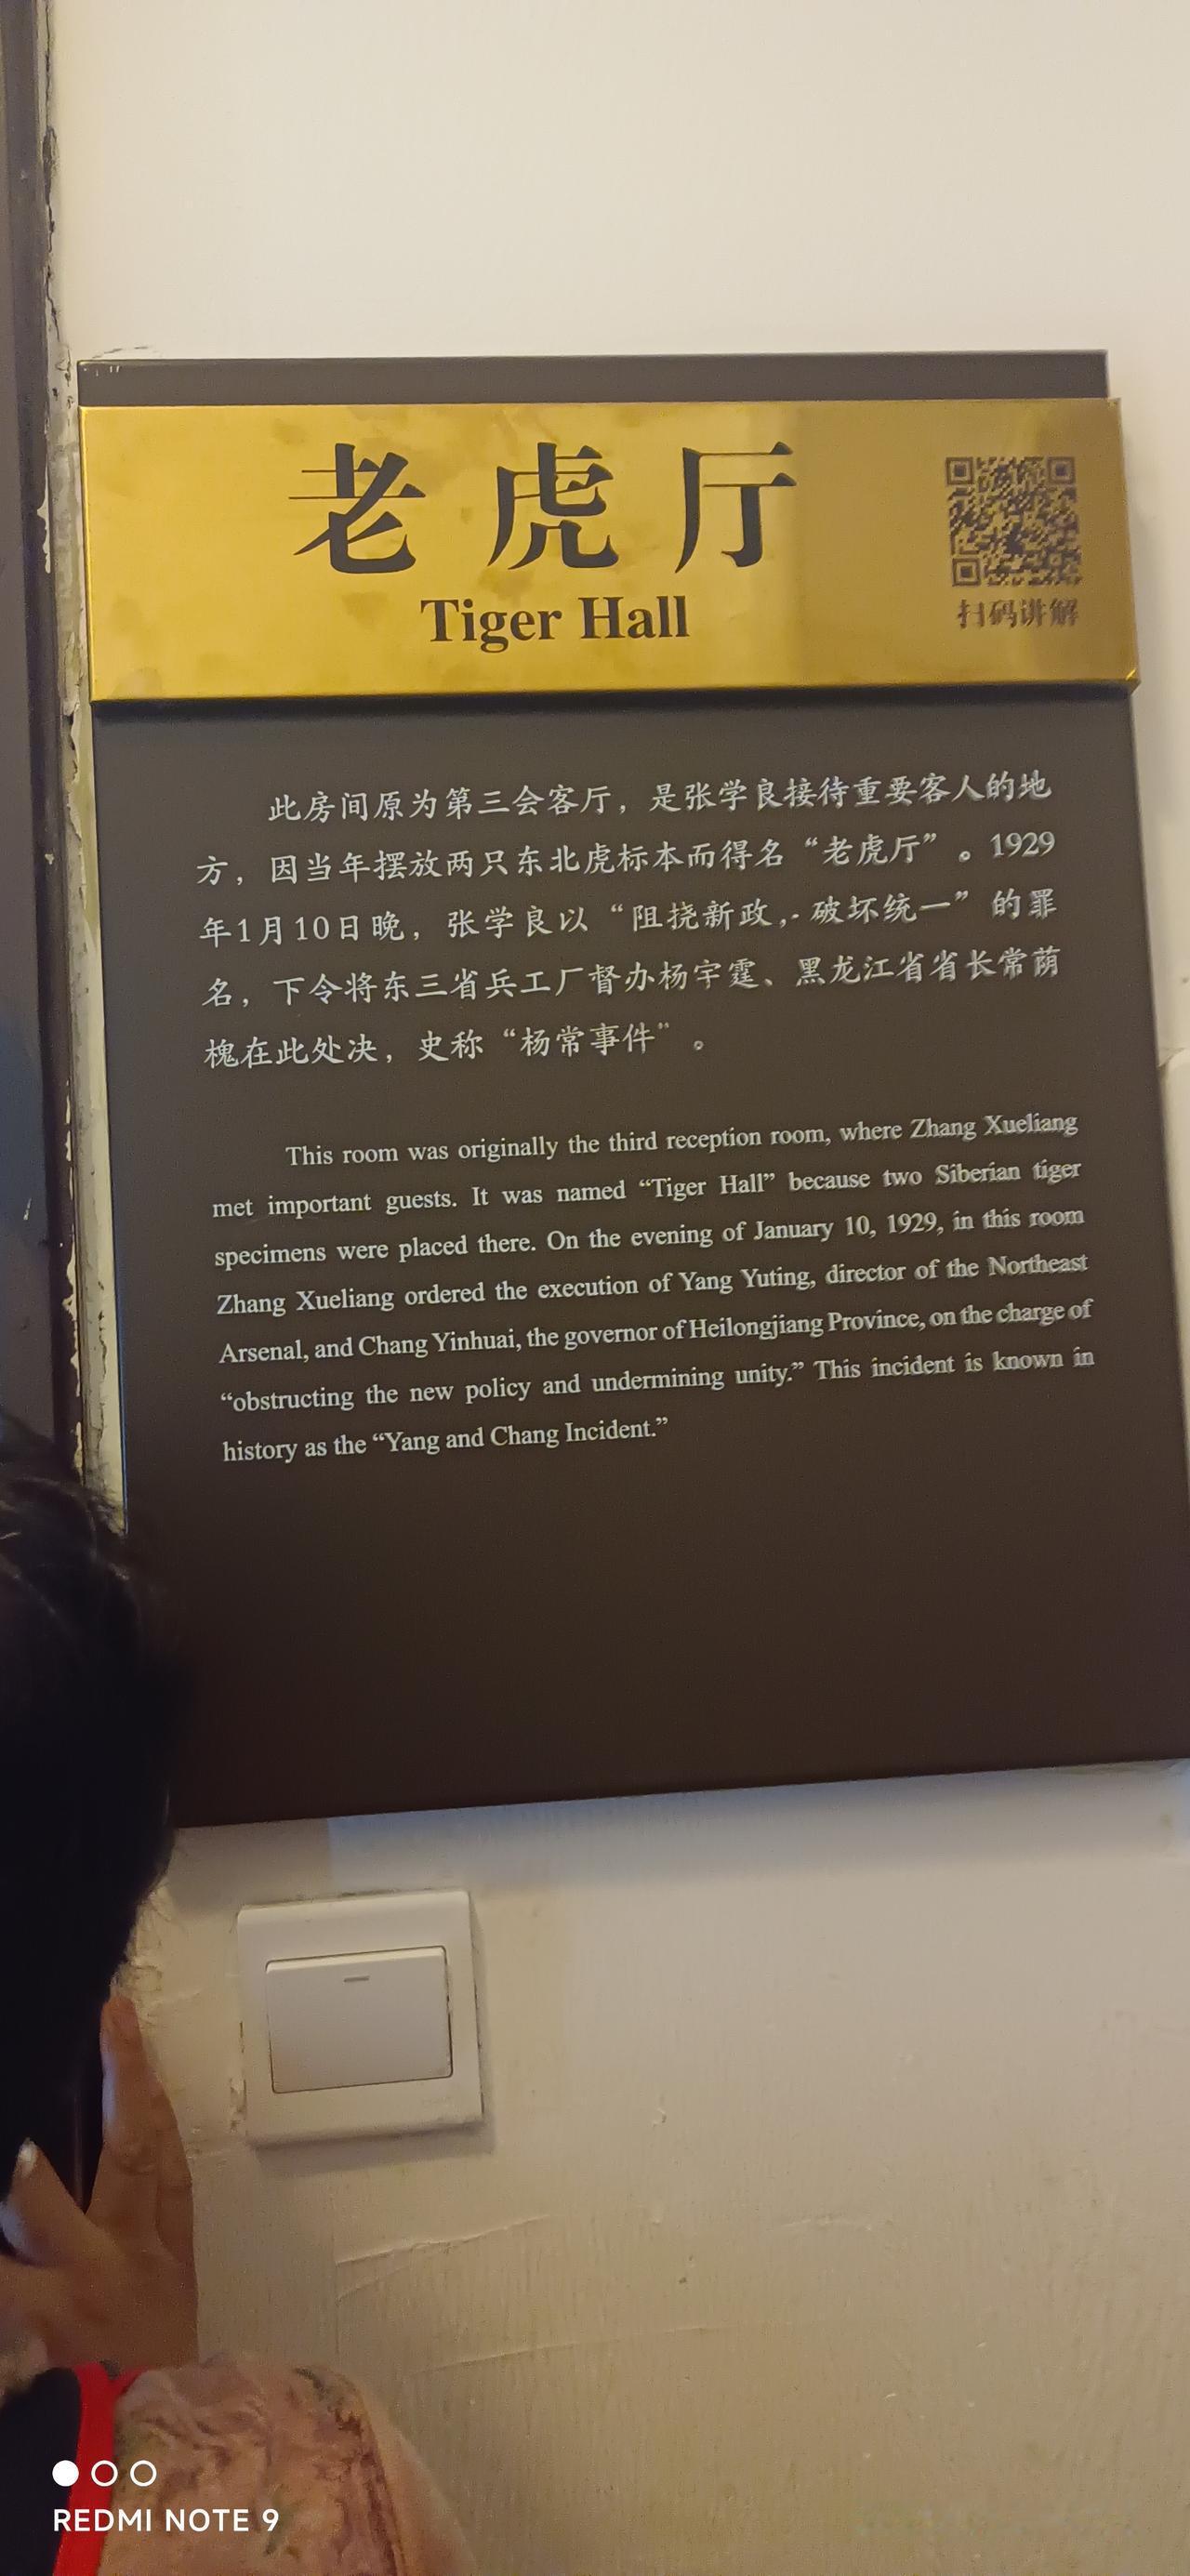 老虎厅
Tiger Hall
扫码讲解
此房间原为第三会客厅，是张学良接待重要客人的地
方，因当年摆放两只东北虎标本而得名“老虎厅”。1929
年1月10日晚，张学良以“阻挠新政，破坏统一”的罪
名，下令将东三省兵工厂督办杨宇霆、黑龙江省省长常荫
槐在此处决，史称“杨常事件”。
This room was originally the third reception room, where Zhang Xueliang
met important guests. It was named “Tiger Hall” because two Siberian tiger
specimens were placed there. On the evening of January 10, 1929, in this room
Zhang Xueliang ordered the execution of Yang Yuting, director of the Northeast
Arsenal, and Chang Yinhuai, the governor of Heilongjiang Province, on the charge of
“obstructing the new policy and undermining unity.” This incident is known in
history as the “Yang and Chang Incident.”
REDMI NOTE 9